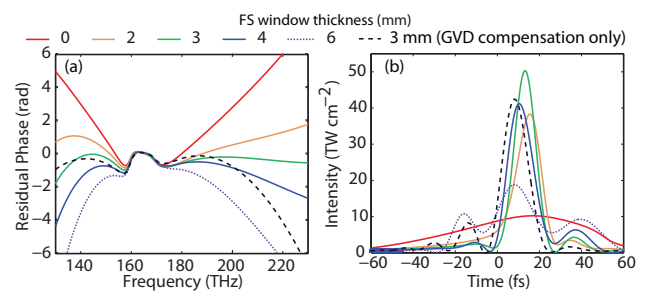 FS window thickness (mm)
0 2 3 4 6 3 mm (GVD compensation only)
(a) (b)
6
4
2
0
−2
−4
−6
Residual Phase (rad)
140 160 180 200 220
Frequency (THz)
50
40
30
20
10
0
Intensity (TW cm−2)
−60 −40 −20 0 20 40 60
Time (fs)